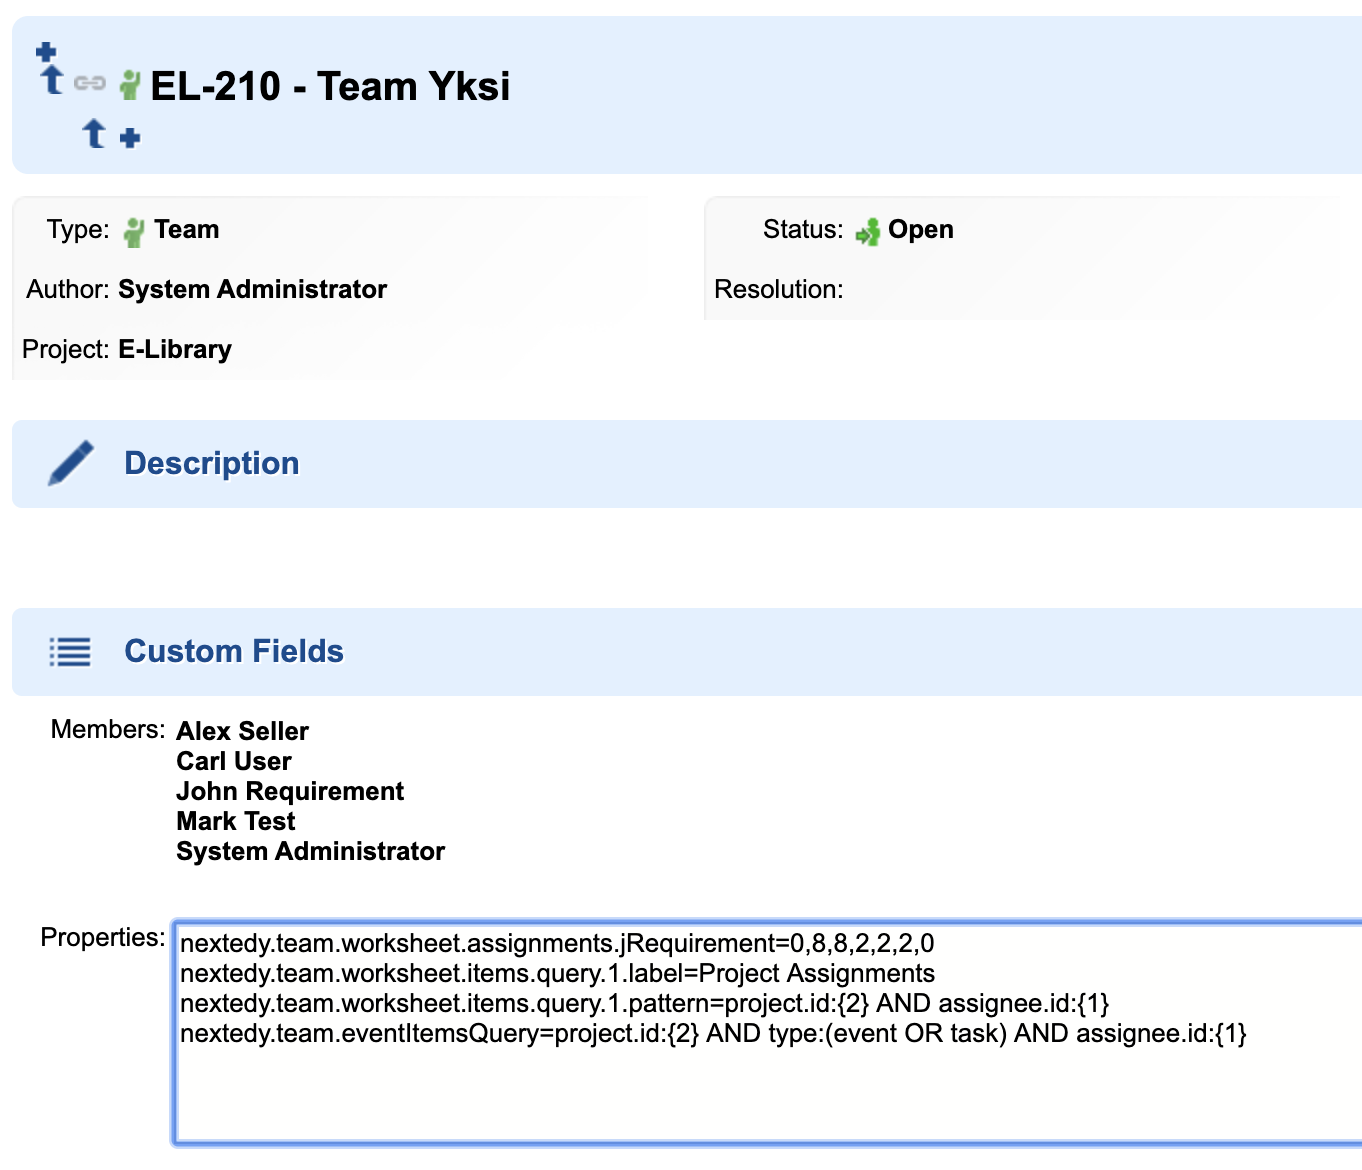 EL-210 - Team Yksi
Type: Team
Author: System Administrator
Project: E-Library
Status: Open
Resolution:
Description
Custom Fields
Members: Alex Seller
Carl User
John Requirement
Mark Test
System Administrator
Properties: nextedy.team.worksheet.assignments.jRequirement=0,8,8,2,2,2,0
nextedy.team.worksheet.items.query.1.label=Project Assignments
nextedy.team.worksheet.items.query.1.pattern=project.id:{2} AND assignee.id:{1}
nextedy.team.eventItemsQuery=project.id:{2} AND type:(event OR task) AND assignee.id:{1}